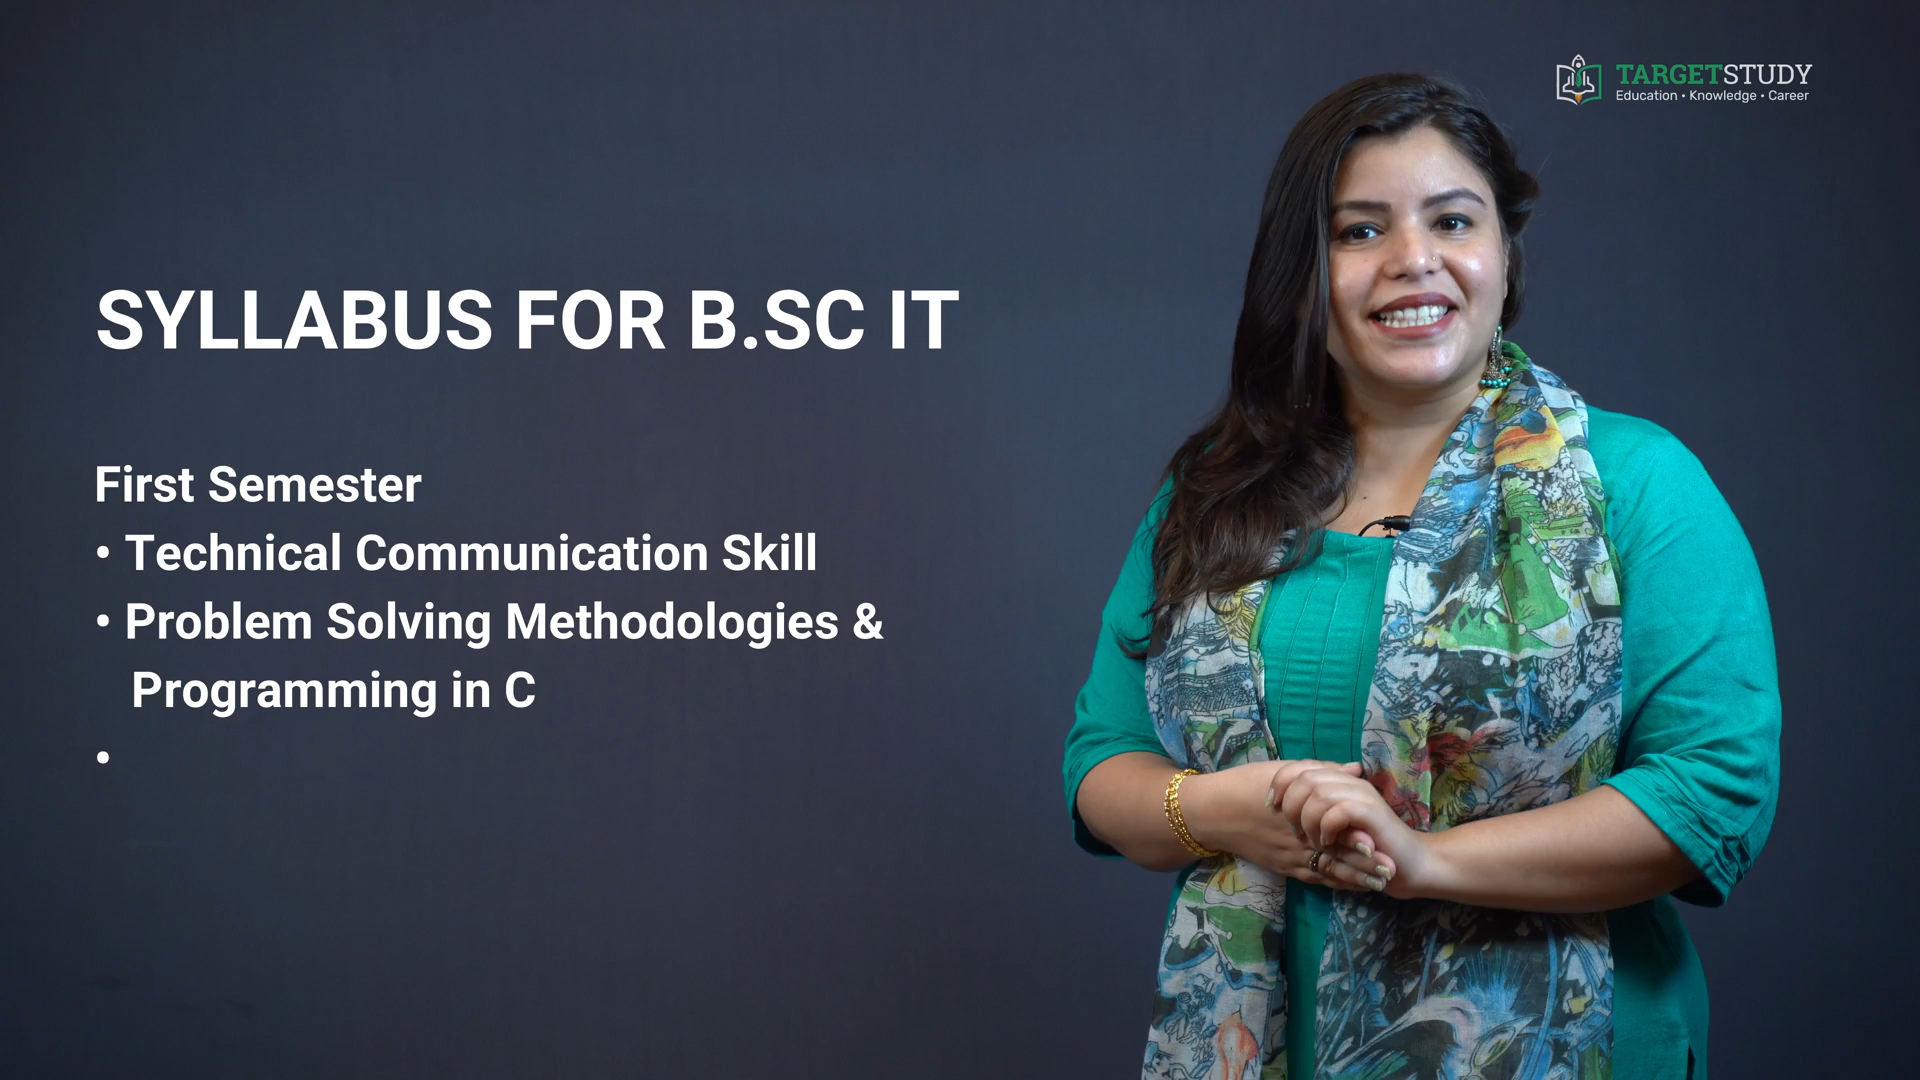 TARGETSTUDY
Education • Knowledge • Career
SYLLABUS FOR B.SC IT
First Semester
• Technical Communication Skill
• Problem Solving Methodologies &
Programming in C
•